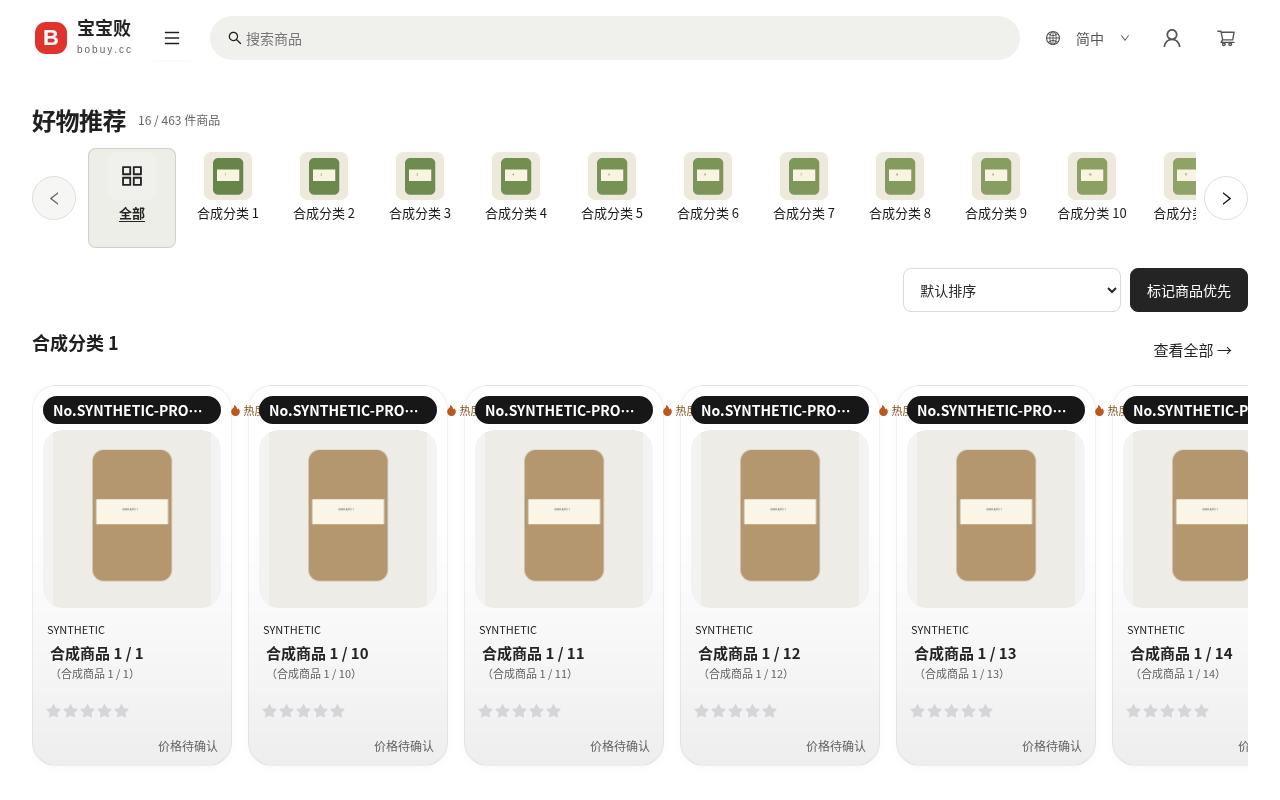 B 宝宝败
bobuy.cc
搜索商品
简中
好物推荐 16 / 463 件商品
全部
合成分类 1
合成分类 2
合成分类 3
合成分类 4
合成分类 5
合成分类 6
合成分类 7
合成分类 8
合成分类 9
合成分类 10
合成分
默认排序
标记商品优先
合成分类 1
查看全部 →
No.SYNTHETIC-PRO…
热
No.SYNTHETIC-PRO…
热
No.SYNTHETIC-PRO…
热
No.SYNTHETIC-PRO…
热
No.SYNTHETIC-PRO…
热
No.SYNTHETIC-P
SYNTHETIC
合成商品 1 / 1
（合成商品 1 / 1）
价格待确认
SYNTHETIC
合成商品 1 / 10
（合成商品 1 / 10）
价格待确认
SYNTHETIC
合成商品 1 / 11
（合成商品 1 / 11）
价格待确认
SYNTHETIC
合成商品 1 / 12
（合成商品 1 / 12）
价格待确认
SYNTHETIC
合成商品 1 / 13
（合成商品 1 / 13）
价格待确认
SYNTHETIC
合成商品 1 / 14
（合成商品 1 / 14）